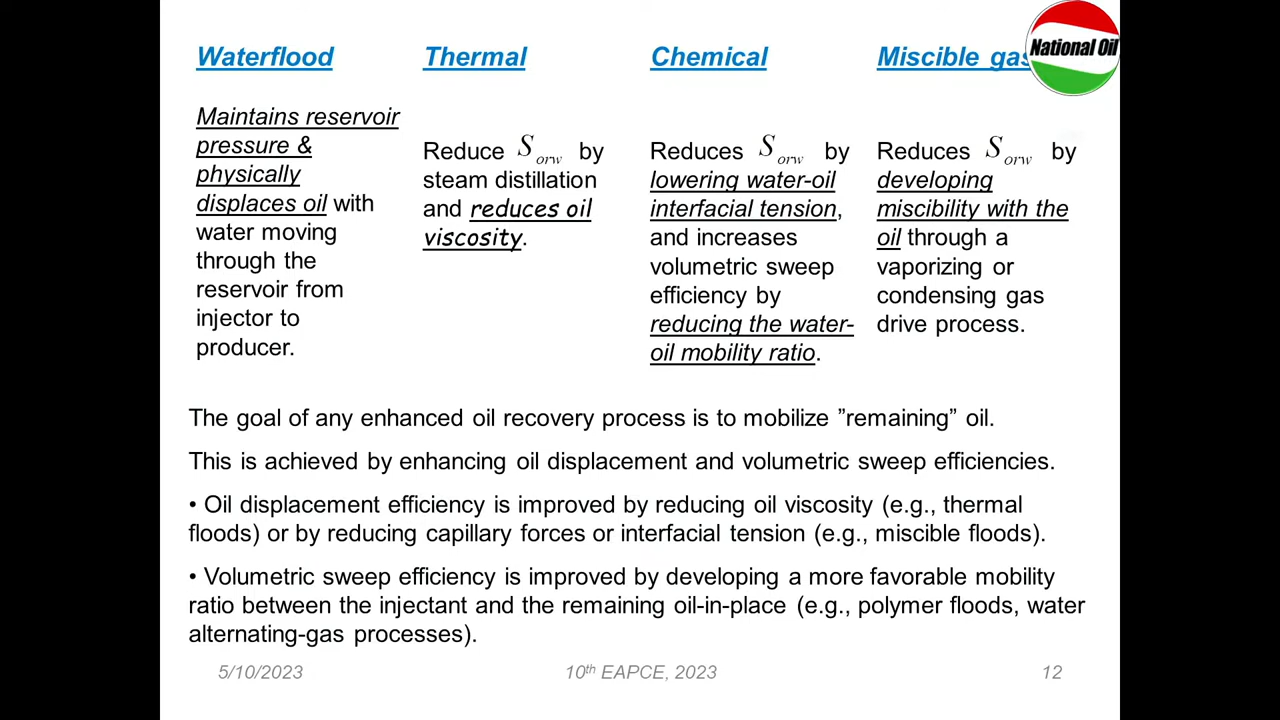 National Oil
Waterflood
Maintains reservoir
pressure &
physically
displaces oil with
water moving
through the
reservoir from
injector to
producer.
Thermal
Reduce Sorw by
steam distillation
and reduces oil
viscosity.
Chemical
Reduces Sorw by
lowering water-oil
interfacial tension,
and increases
volumetric sweep
efficiency by
reducing the water-
oil mobility ratio.
Miscible gas
Reduces Sorw by
developing
miscibility with the
oil through a
vaporizing or
condensing gas
drive process.
The goal of any enhanced oil recovery process is to mobilize ”remaining” oil.
This is achieved by enhancing oil displacement and volumetric sweep efficiencies.
• Oil displacement efficiency is improved by reducing oil viscosity (e.g., thermal
floods) or by reducing capillary forces or interfacial tension (e.g., miscible floods).
• Volumetric sweep efficiency is improved by developing a more favorable mobility
ratio between the injectant and the remaining oil-in-place (e.g., polymer floods, water
alternating-gas processes).
5/10/2023
10th EAPCE, 2023
12